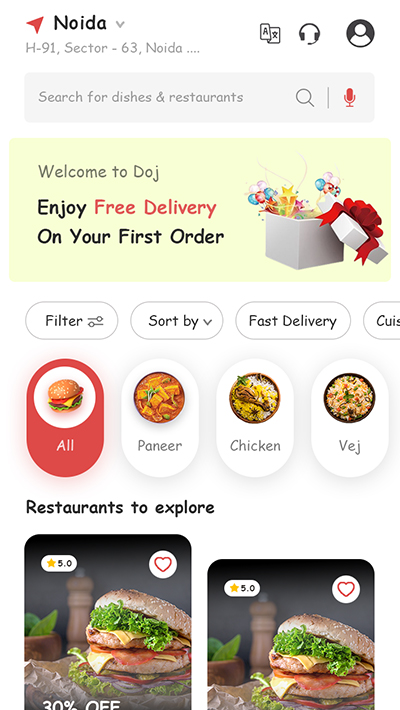 Noida
H-91, Sector - 63, Noida ....
Search for dishes & restaurants
Welcome to Doj
Enjoy Free Delivery
On Your First Order
Filter
Sort by
Fast Delivery
Cuis
All
Paneer
Chicken
Vej
Restaurants to explore
5.0
5.0
30% OFF